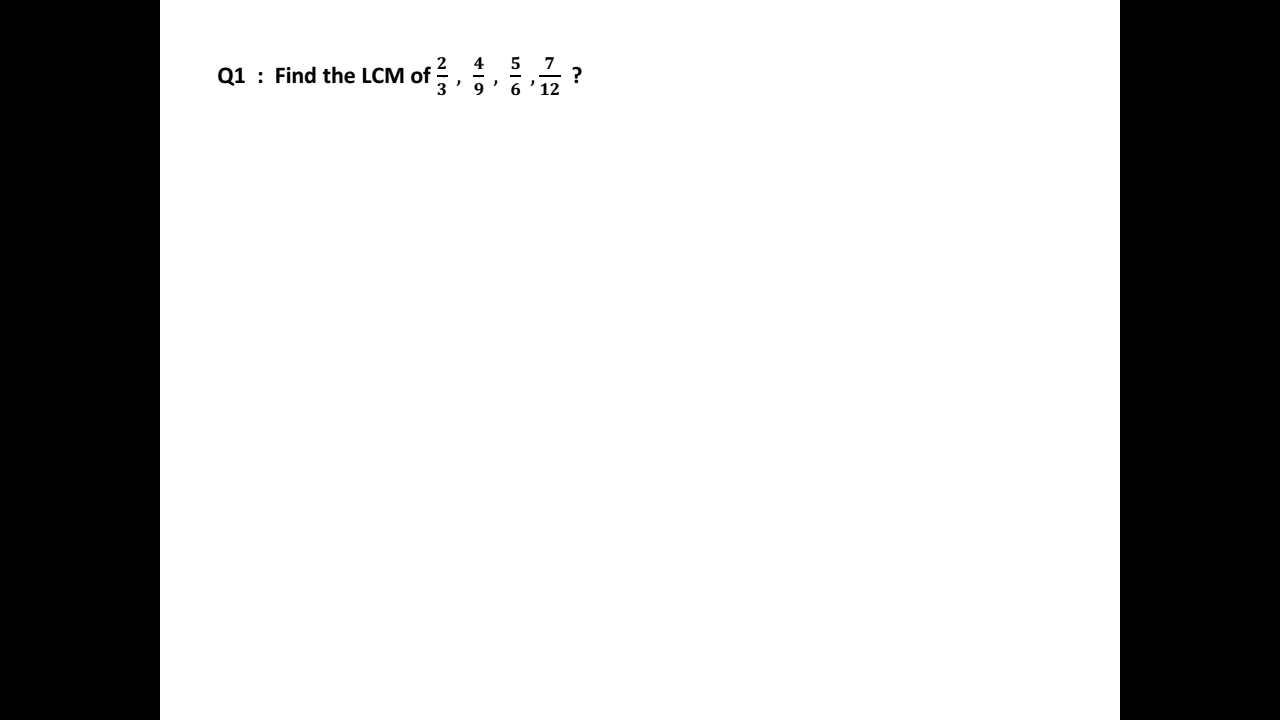 Q1 : Find the LCM of 2/3 , 4/9 , 5/6 , 7/12 ?